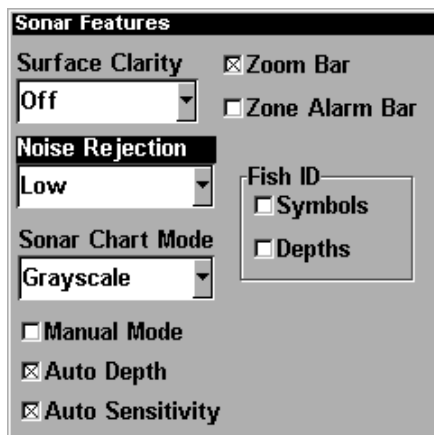 Sonar Features
Surface Clarity
Off
Zoom Bar
Zone Alarm Bar
Noise Rejection
Low
Fish ID
Symbols
Depths
Sonar Chart Mode
Grayscale
Manual Mode
Auto Depth
Auto Sensitivity